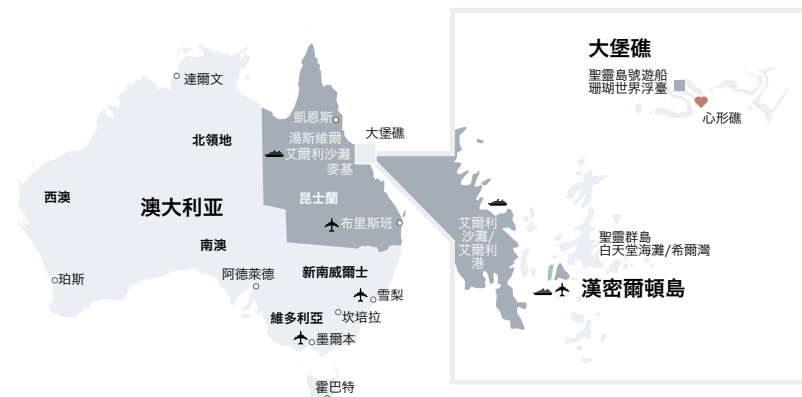 達爾文
北領地
凱恩斯
湯斯維爾
艾爾利沙灘
麥基
大堡礁
西澳
澳大利亚
昆士蘭
布里斯班
南澳
珀斯
阿德萊德
新南威爾士
雪梨
坎培拉
維多利亞
墨爾本
霍巴特
大堡礁
聖靈島號遊船
珊瑚世界浮臺
心形礁
艾爾利
沙灘/
艾爾利
港
聖靈群島
白天堂海灘/希爾灣
漢密爾頓島